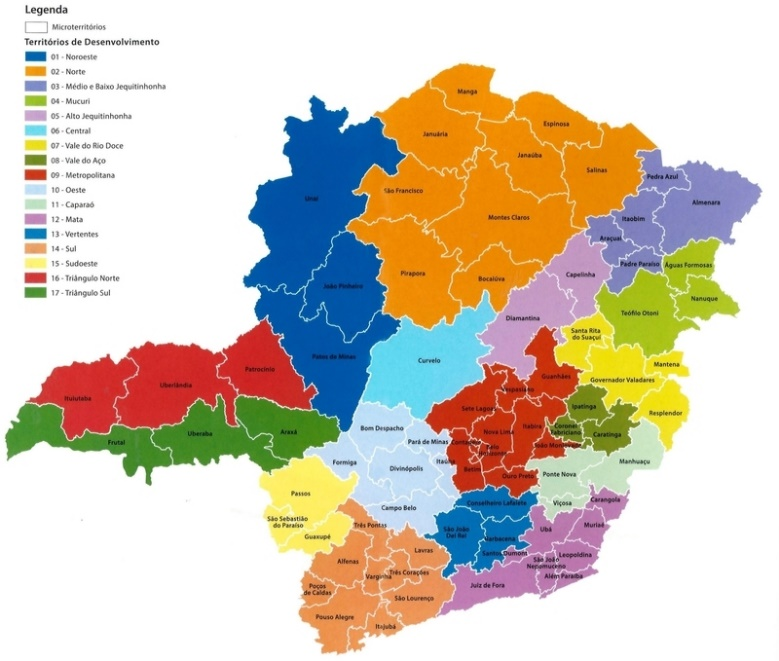 Legenda
Microterritórios
Territórios de Desenvolvimento
01 - Noroeste
02 - Norte
03 - Médio e Baixo Jequitinhonha
04 - Mucuri
05 - Alto Jequitinhonha
06 - Central
07 - Vale do Rio Doce
08 - Vale do Aço
09 - Metropolitana
10 - Oeste
11 - Caparaó
12 - Mata
13 - Vertentes
14 - Sul
15 - Sudoeste
16 - Triângulo Norte
17 - Triângulo Sul
Manga
Espinosa
Januária
Janaúba
Salinas
Pedra Azul
São Francisco
Unaí
Almenara
Montes Claros
Itaobim
Araçuaí
Padre Paraíso
Águas Formosas
Pirapora
Bocaiúva
Capelinha
João Pinheiro
Nanuque
Teófilo Otoni
Diamantina
Santa Rita
do Suaçuí
Patos de Minas
Curvelo
Mantena
Patrocínio
Guanhães
Governador Valadares
Uberlândia
Vespasiano
Ituiutaba
Sete Lagoas
Ipatinga
Resplendor
Bom Despacho
Itabira
Coronel
Fabriciano
Nova Lima
Caratinga
Araxá
Uberaba
Frutal
Pará de Minas
Contagem
João Monlevade
Belo
Horizonte
Formiga
Itaúna
Manhuaçu
Divinópolis
Betim
Ouro Preto
Ponte Nova
Passos
Campo Belo
Conselheiro Lafaiete
Viçosa
Carangola
São Sebastião
do Paraíso
Três Pontas
São João
Del Rei
Ubá
Muriaé
Guaxupé
Barbacena
Lavras
Santos Dumont
Leopoldina
Alfenas
São João
Nepomuceno
Três Corações
Varginha
Além Paraíba
Poços
de Caldas
Juiz de Fora
São Lourenço
Pouso Alegre
Itajubá